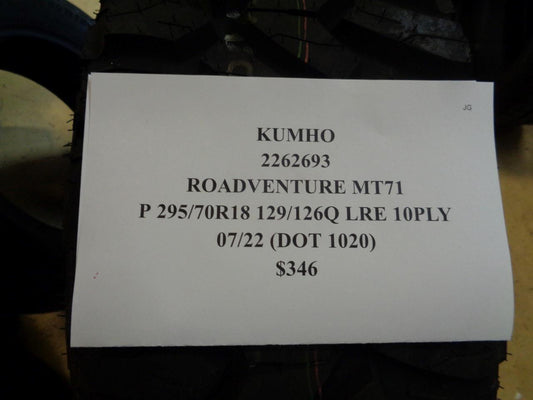 JG
KUMHO
2262693
ROADVENTURE MT71
P 295/70R18 129/126Q LRE 10PLY
07/22 (DOT 1020)
$346